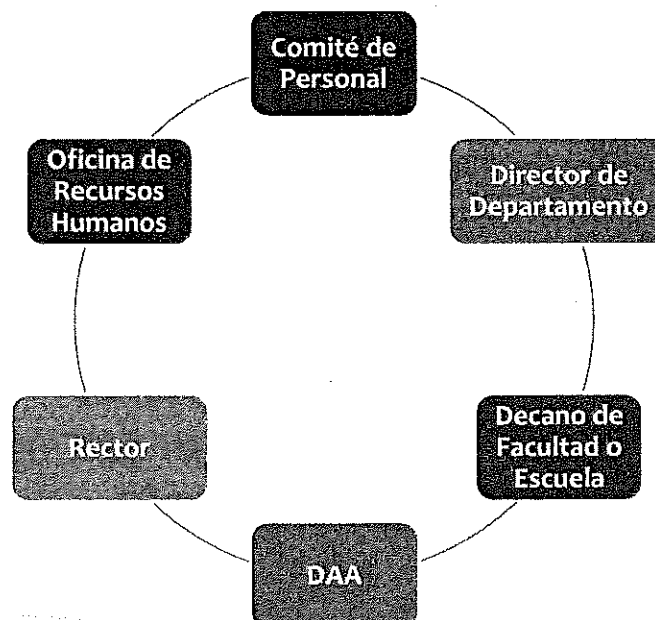 Comité de
Personal
Director de
Departamento
Decano de
Facultad o
Escuela
DAA
Rector
Oficina de
Recursos
Humanos